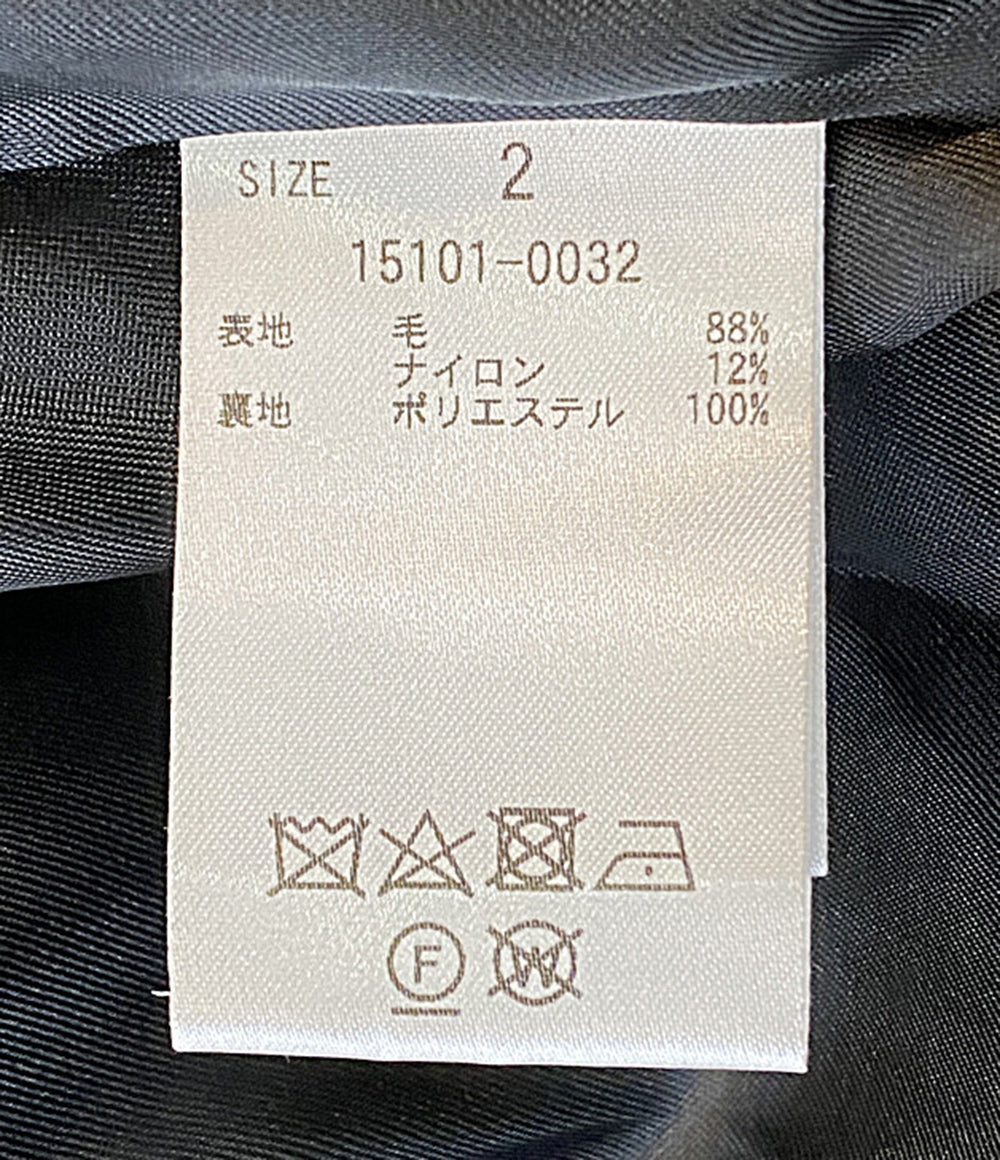 SIZE 2
15101-0032
表地 毛 88%
ナイロン 12%
裏地 ポリエステル 100%
F W